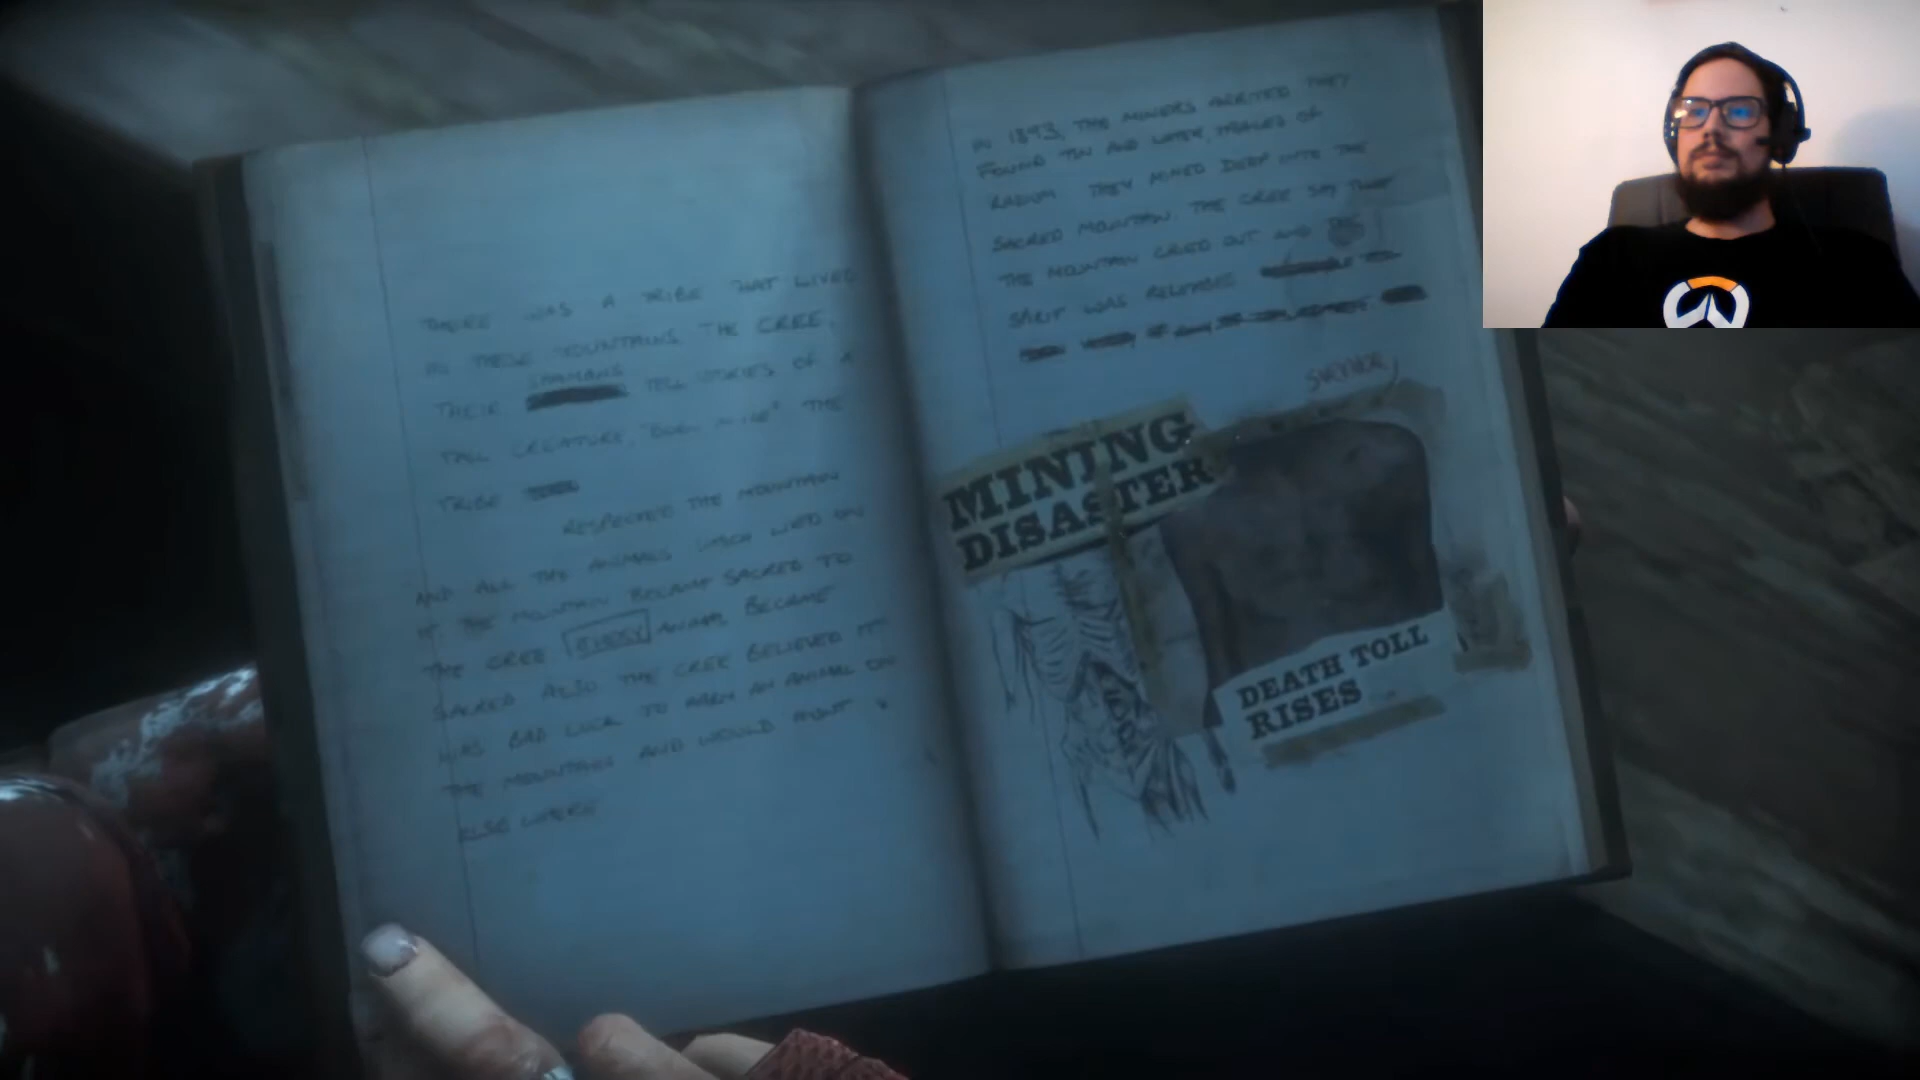 THERE WAS A TRIBE THAT LIVED
IN THESE MOUNTAINS, THE CREE.
SHAMANS
THEIR TELL STORIES OF A
TALL CREATURE, THE
TRIBE
RESPECTED THE MOUNTAIN
AND ALL THE ANIMALS WHICH LIVED ON
IT. THE MOUNTAIN BECAME SACRED TO
THE CREE EVERY ANIMAL BECAME
SACRED ALSO THE CREE BELIEVED IT
WAS BAD LUCK TO HARM AN ANIMAL ON
THE MOUNTAIN AND WOULD HUNT
ELSE WHERE
IN 1893, THE MINERS ARRIVED THEY
FOUND TIN AND LATER, TRACES OF
RADIUM THEY MINED DEEP INTO THE
SACRED MOUNTAIN. THE CREE SAY THAT
THE MOUNTAIN CRIED OUT AND THE
SPIRIT WAS RELEASED
SURVIVOR
MINING
DISASTER
DEATH TOLL
RISES